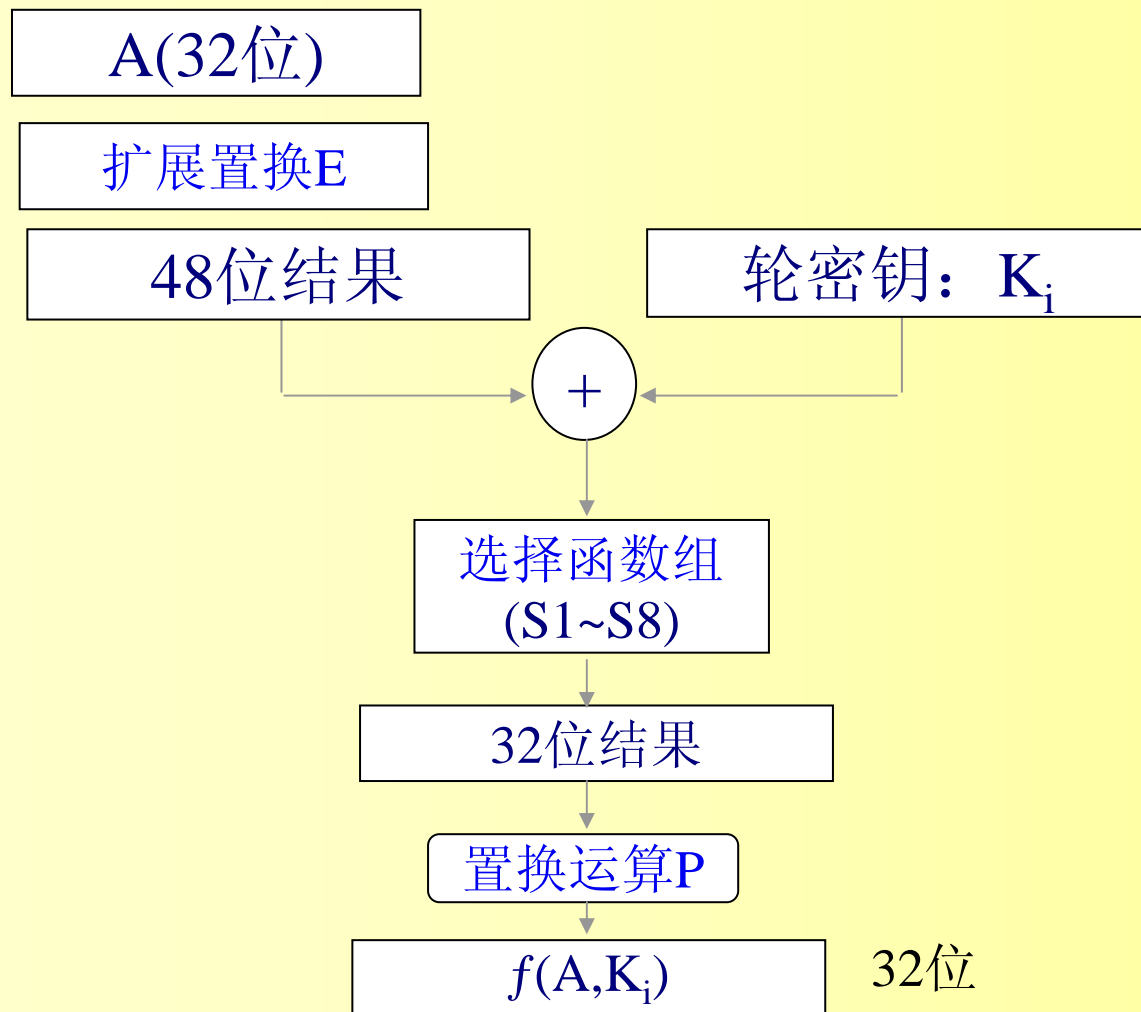 A(32位)
扩展置换E
48位结果
轮密钥：Ki
+
选择函数组
(S1~S8)
32位结果
置换运算P
f(A,Ki)
32位